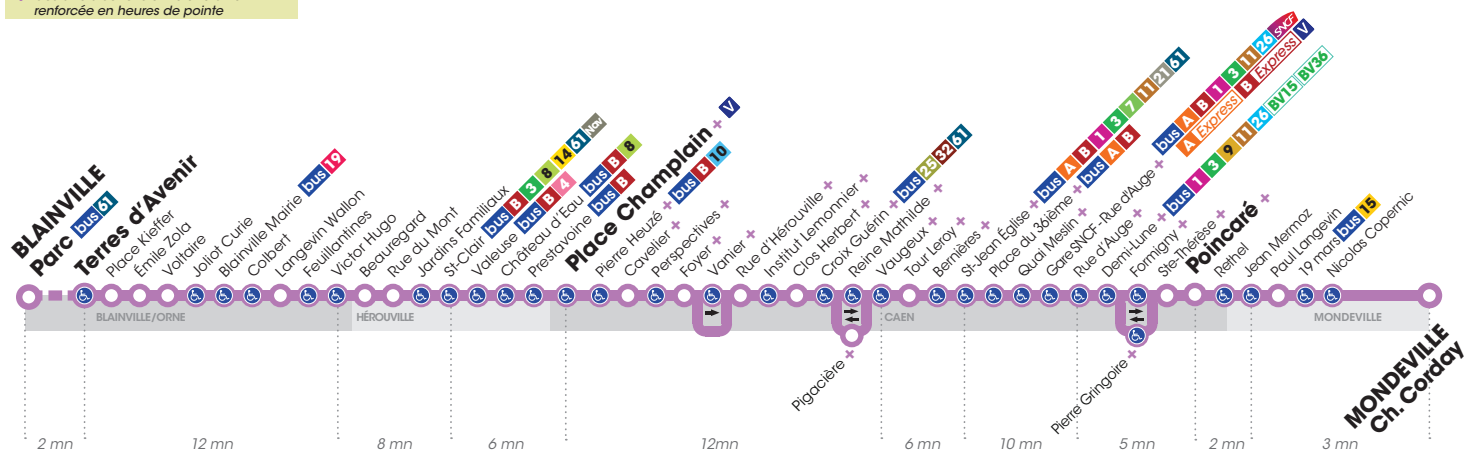 renforcée en heures de pointe
BLAINVILLE
Parc bus 61
Terres d'Avenir
Place Kieffer
Émile Zola
Voltaire
Joliot Curie
Blainville Mairie bus 19
Colbert
Langevin Wallon
Feuillantines
Victor Hugo
Beauregard
Rue du Mont
Jardins Familiaux
St-Clair bus B 3 8 14 61 Nav
Valeuse bus B 4
Château d'Eau bus B 8
Prestavoine bus B
Place Champlain + V
Pierre Heuzé + bus B 10
Cavelier +
Perspectives +
Foyer +
Vanier +
Rue d'Hérouville +
Institut Lemonnier +
Clos Herbert +
Croix Guérin + bus 25 32 61
Reine Mathilde +
Vaugueux +
Tour Leroy +
Bernières +
St-Jean Église + bus A B 1 3 7 11 21 61
Place du 36ième + bus A B
Quai Meslin +
GareSNCF-Rue d'Auge + bus A B 1 3 11 26 SNCF
A Express B Express V
Rue d'Auge +
Demi-Lune + bus 1 3 9 11 26 BV15 BV36
Formigny +
Ste-Thérèse +
Poincaré +
Rethel
Jean Mermoz
Paul Langevin
19 mars bus 15
Nicolas Copernic
BLAINVILLE/ORNE
HÉROUVILLE
CAEN
MONDEVILLE
Pigacière +
Pierre Gringoire +
MONDEVILLE
Ch. Corday
2 mn
12 mn
8 mn
6 mn
12mn
6 mn
10 mn
5 mn
2 mn
3 mn